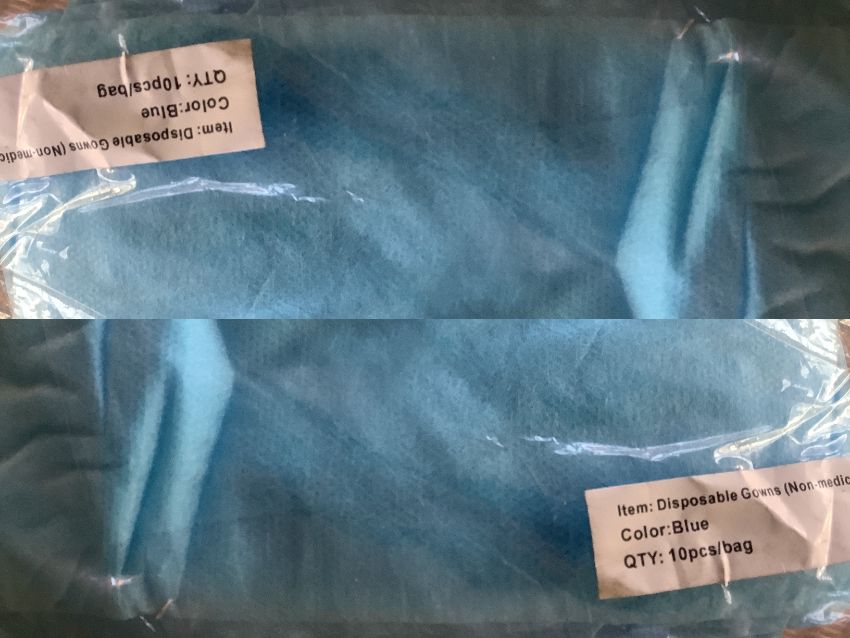 QTY: 10pcs/bag
Color:Blue
Item: Disposable Gowns (Non-medic
Item: Disposable Gowns (Non-medic
Color:Blue
QTY: 10pcs/bag